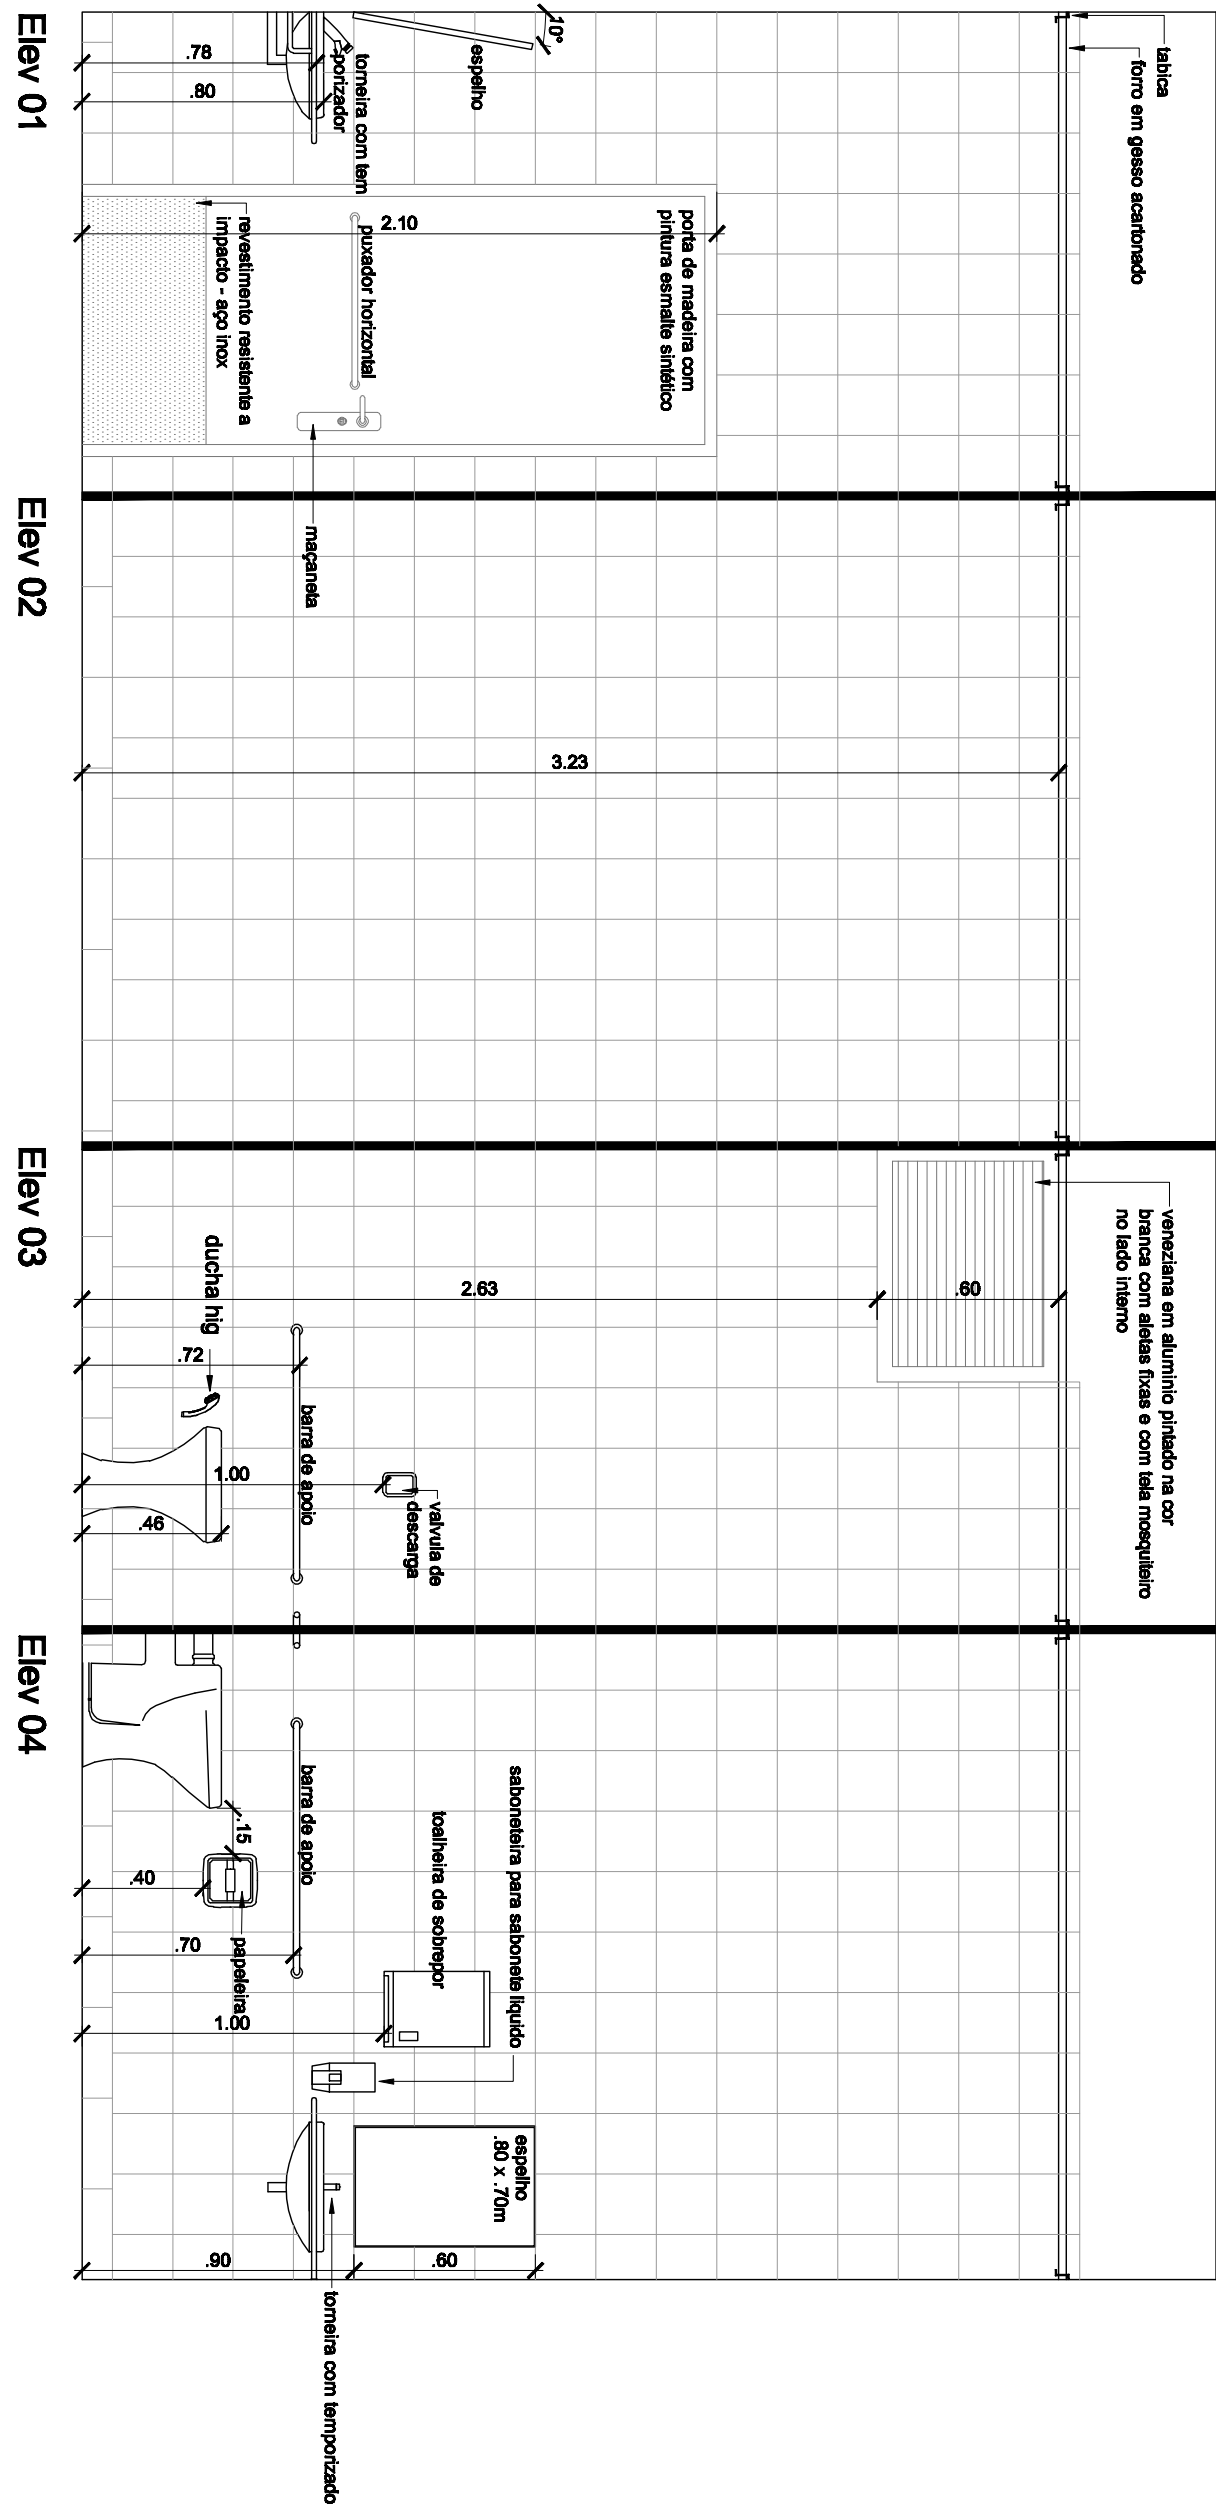 Elev 01
tabica
forro em gesso acartonado
10°
espelho
.78
.80
torneira com tem
porizador
porta de madeira com
pintura esmalte sintético
2.10
puxador horizontal
revestimento resistente a
impacto - aço inox
maçaneta
Elev 02
3.23
Elev 03
veneziana em aluminio pintado na cor
branca com aletas fixas e com tela mosquiteiro
no lado interno
2.63
.60
ducha hig
.72
barra de apoio
1.00
.46
valvula de
descarga
Elev 04
saboneteira para sabonete liquido
toalheira de sobrepor
barra de apoio
.15
.40
papeleira
.70
1.00
espelho
.80 x .70m
.90
.60
torneira com temporizado